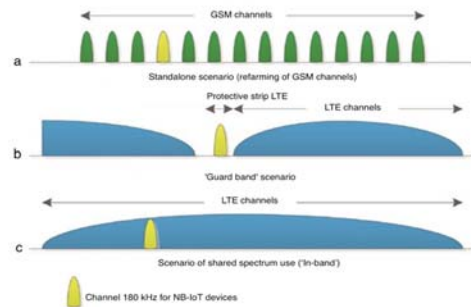 GSM channels
a
Standalone scenario (refarming of GSM channels)
Protective strip LTE
LTE channels
b
'Guard band' scenario
LTE channels
c
Scenario of shared spectrum use ('In-band')
Channel 180 kHz for NB-IoT devices